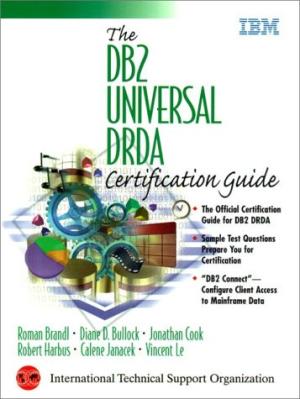 The
IBM
DB2
UNIVERSAL
DRDA
Certification Guide
• The Official Certification
Guide for DB2 DRDA
• Sample Test Questions
Prepare You for
Certification
• "DB2 Connect"—
Configure Client Access
to Mainframe Data
Roman Brandl • Diane D. Bullock • Jonathan Cook
Robert Harbus • Calene Janacek • Vincent Le
International Technical Support Organization